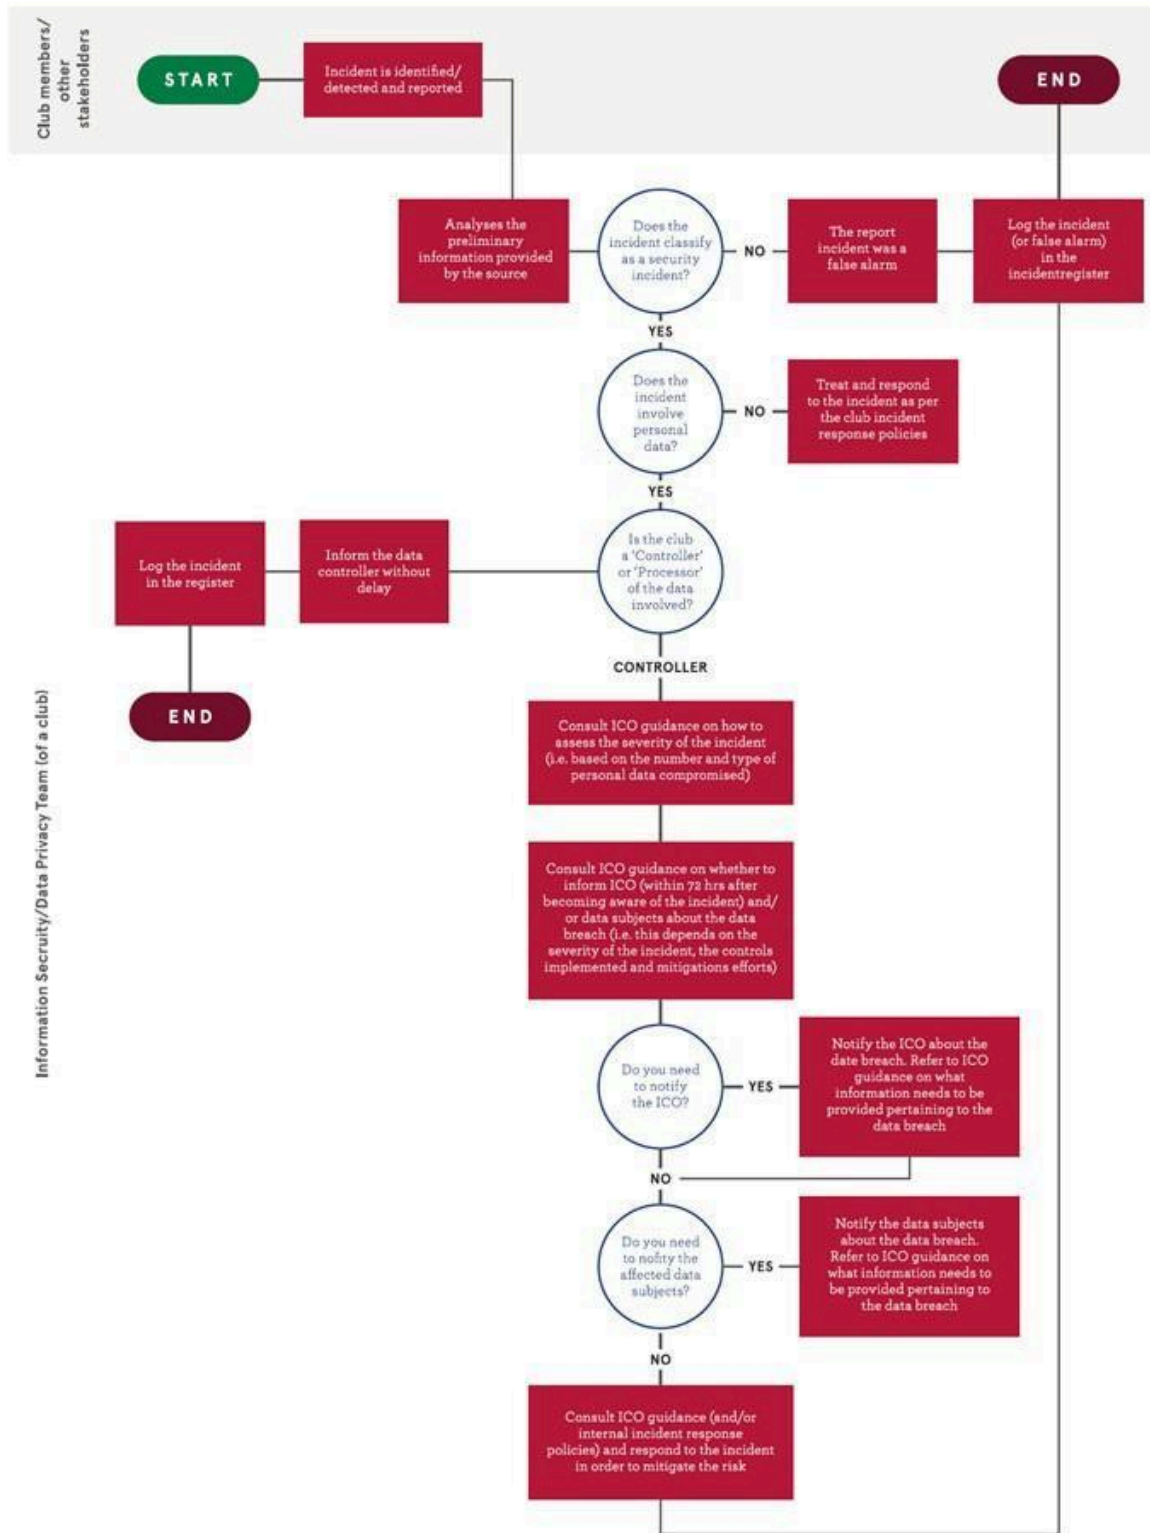 Club members/
other
stakeholders
START
Incident is identified/
detected and reported
END
Analyses the
preliminary
information provided
by the source
Does the
incident classify
as a security
incident?
NO
The report
incident was a
false alarm
Log the incident
(or false alarm)
in the
incidentregister
YES
Does the
incident
involve
personal
data?
NO
Treat and respond
to the incident as per
the club incident
response policies
YES
Is the club
a 'Controller'
or 'Processor'
of the data
involved?
Inform the data
controller without
delay
Log the incident
in the register
END
CONTROLLER
Information Secruity/Data Privacy Team (of a club)
Consult ICO guidance on how to
assess the severity of the incident
(i.e. based on the number and type of
personal data compromised)
Consult ICO guidance on whether to
inform ICO (within 72 hrs after
becoming aware of the incident) and/
or data subjects about the data
breach (i.e. this depends on the
severity of the incident, the controls
implemented and mitigations efforts)
Do you need
to notify
the ICO?
YES
Notify the ICO about the
date breach. Refer to ICO
guidance on what
information needs to be
provided pertaining to the
data breach
NO
Do you need
to nofity the
affected data
subjects?
YES
Notify the data subjects
about the data breach.
Refer to ICO guidance on
what information needs to
be provided pertaining to
the data breach
NO
Consult ICO guidance (and/or
internal incident response
policies) and respond to the incident
in order to mitigate the risk